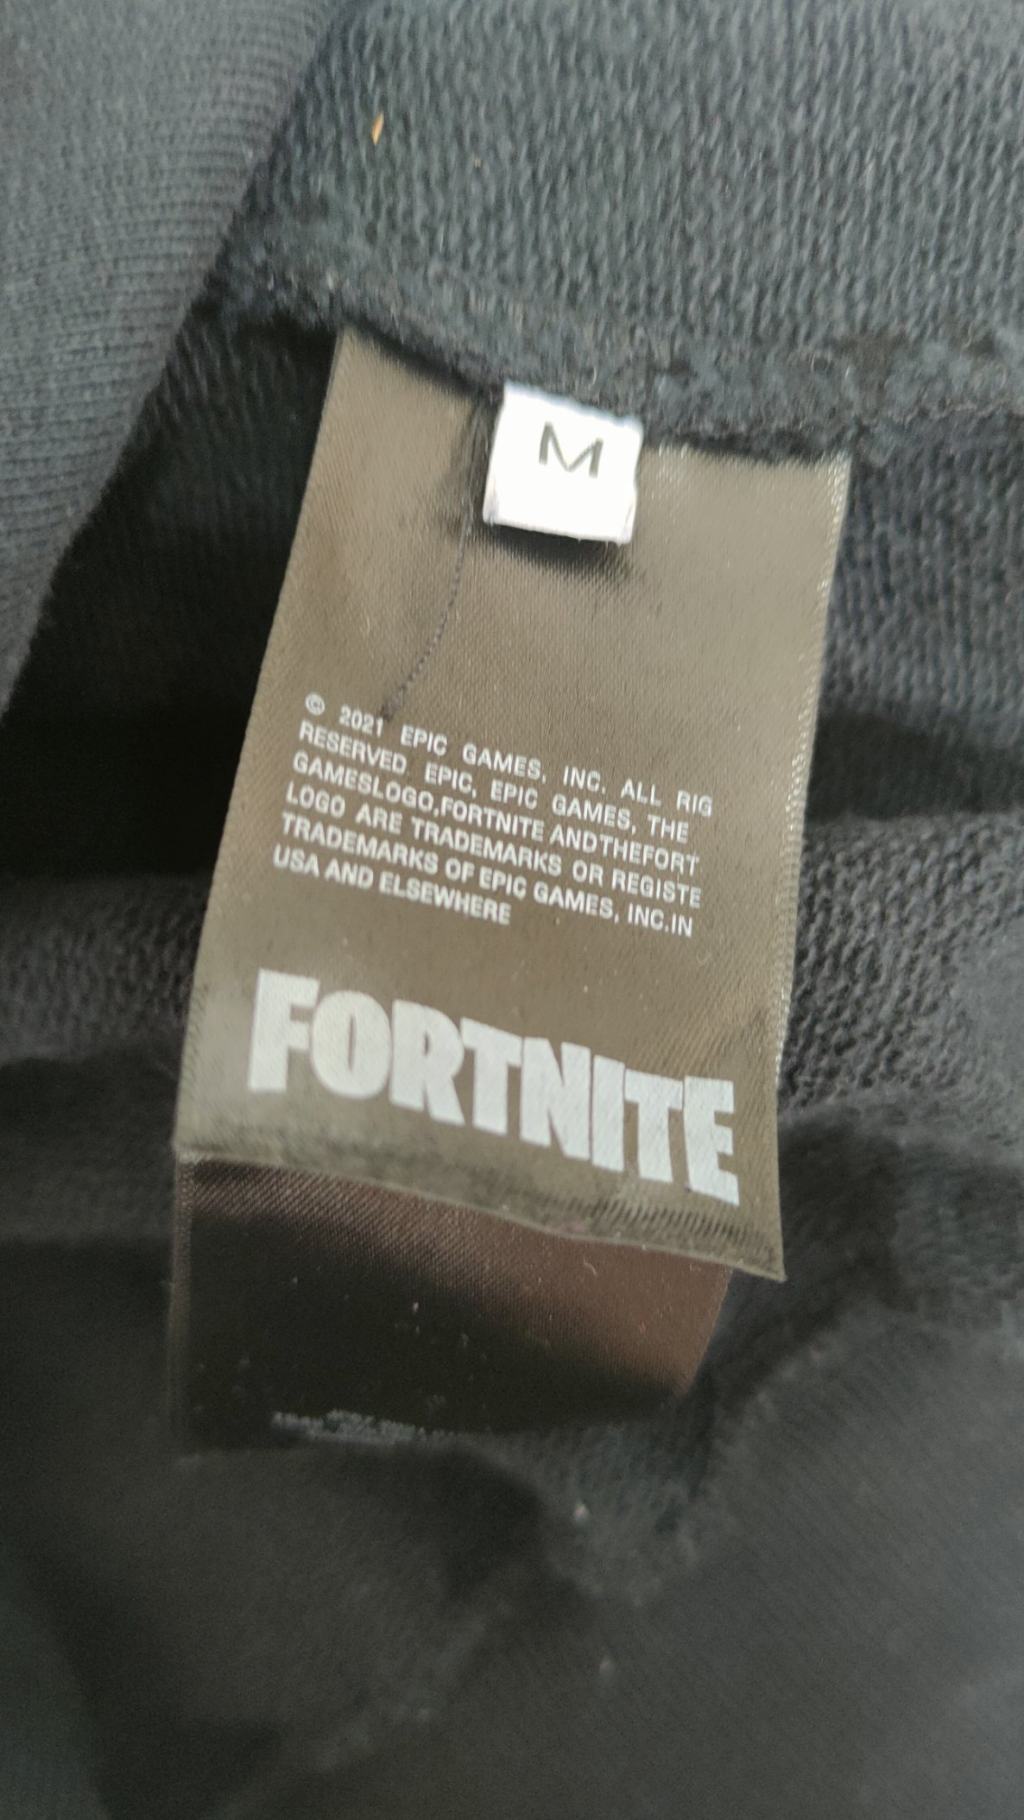 M
© 2021 EPIC GAMES, INC. ALL RIG
RESERVED EPIC, EPIC GAMES, THE
GAMESLOGO,FORTNITE ANDTHEFORT
LOGO ARE TRADEMARKS OR REGISTE
TRADEMARKS OF EPIC GAMES, INC.IN
USA AND ELSEWHERE
FORTNITE